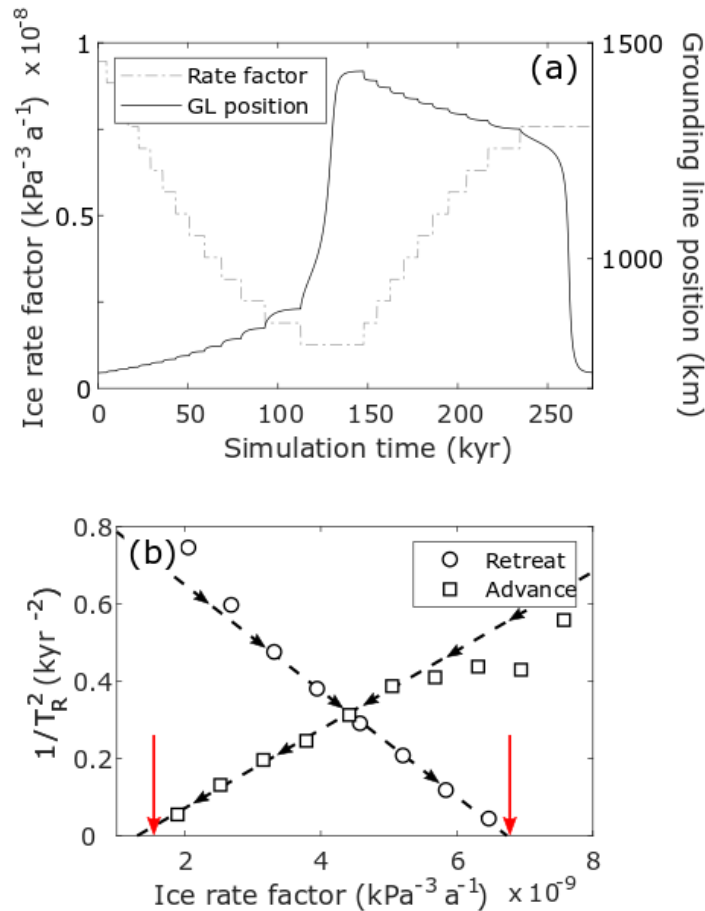 (a)
Rate factor
GL position
Ice rate factor (kPa⁻³ a⁻¹) × 10⁻⁸
1
0.5
0
Grounding line position (km)
1500
1000
0 50 100 150 200 250
Simulation time (kyr)
(b)
Retreat
Advance
1/T_R² (kyr ⁻²)
0.8
0.6
0.4
0.2
0
2 4 6 8
Ice rate factor (kPa⁻³ a⁻¹) × 10⁻⁹